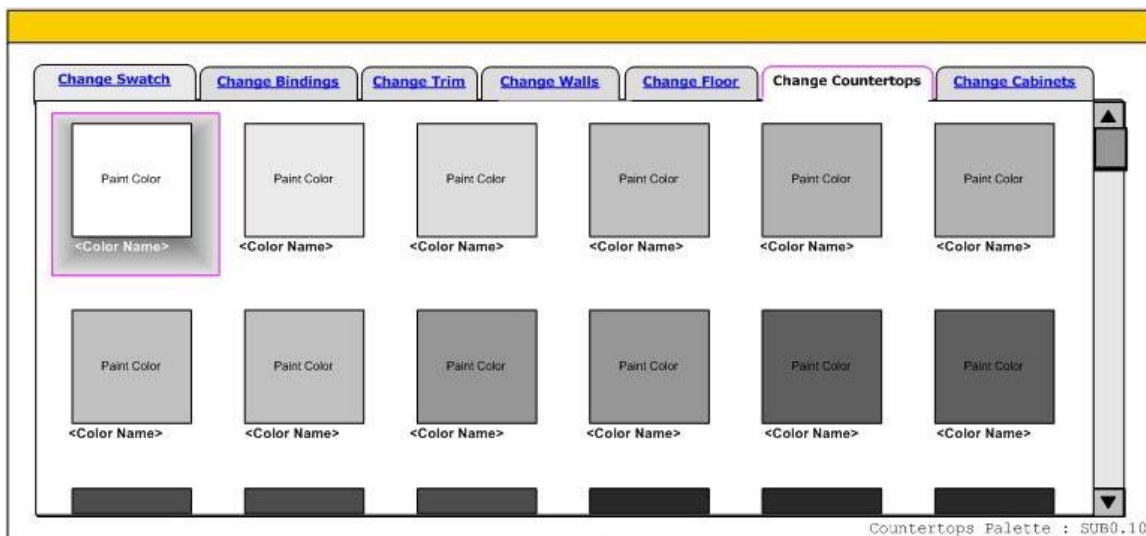 Change Swatch Change Bindings Change Trim Change Walls Change Floor Change Countertops Change Cabinets
Paint Color Paint Color Paint Color Paint Color Paint Color Paint Color
<Color Name> <Color Name> <Color Name> <Color Name> <Color Name> <Color Name>
Paint Color Paint Color Paint Color Paint Color Paint Color Paint Color
<Color Name> <Color Name> <Color Name> <Color Name> <Color Name> <Color Name>
Countertops Palette : SUB0.10